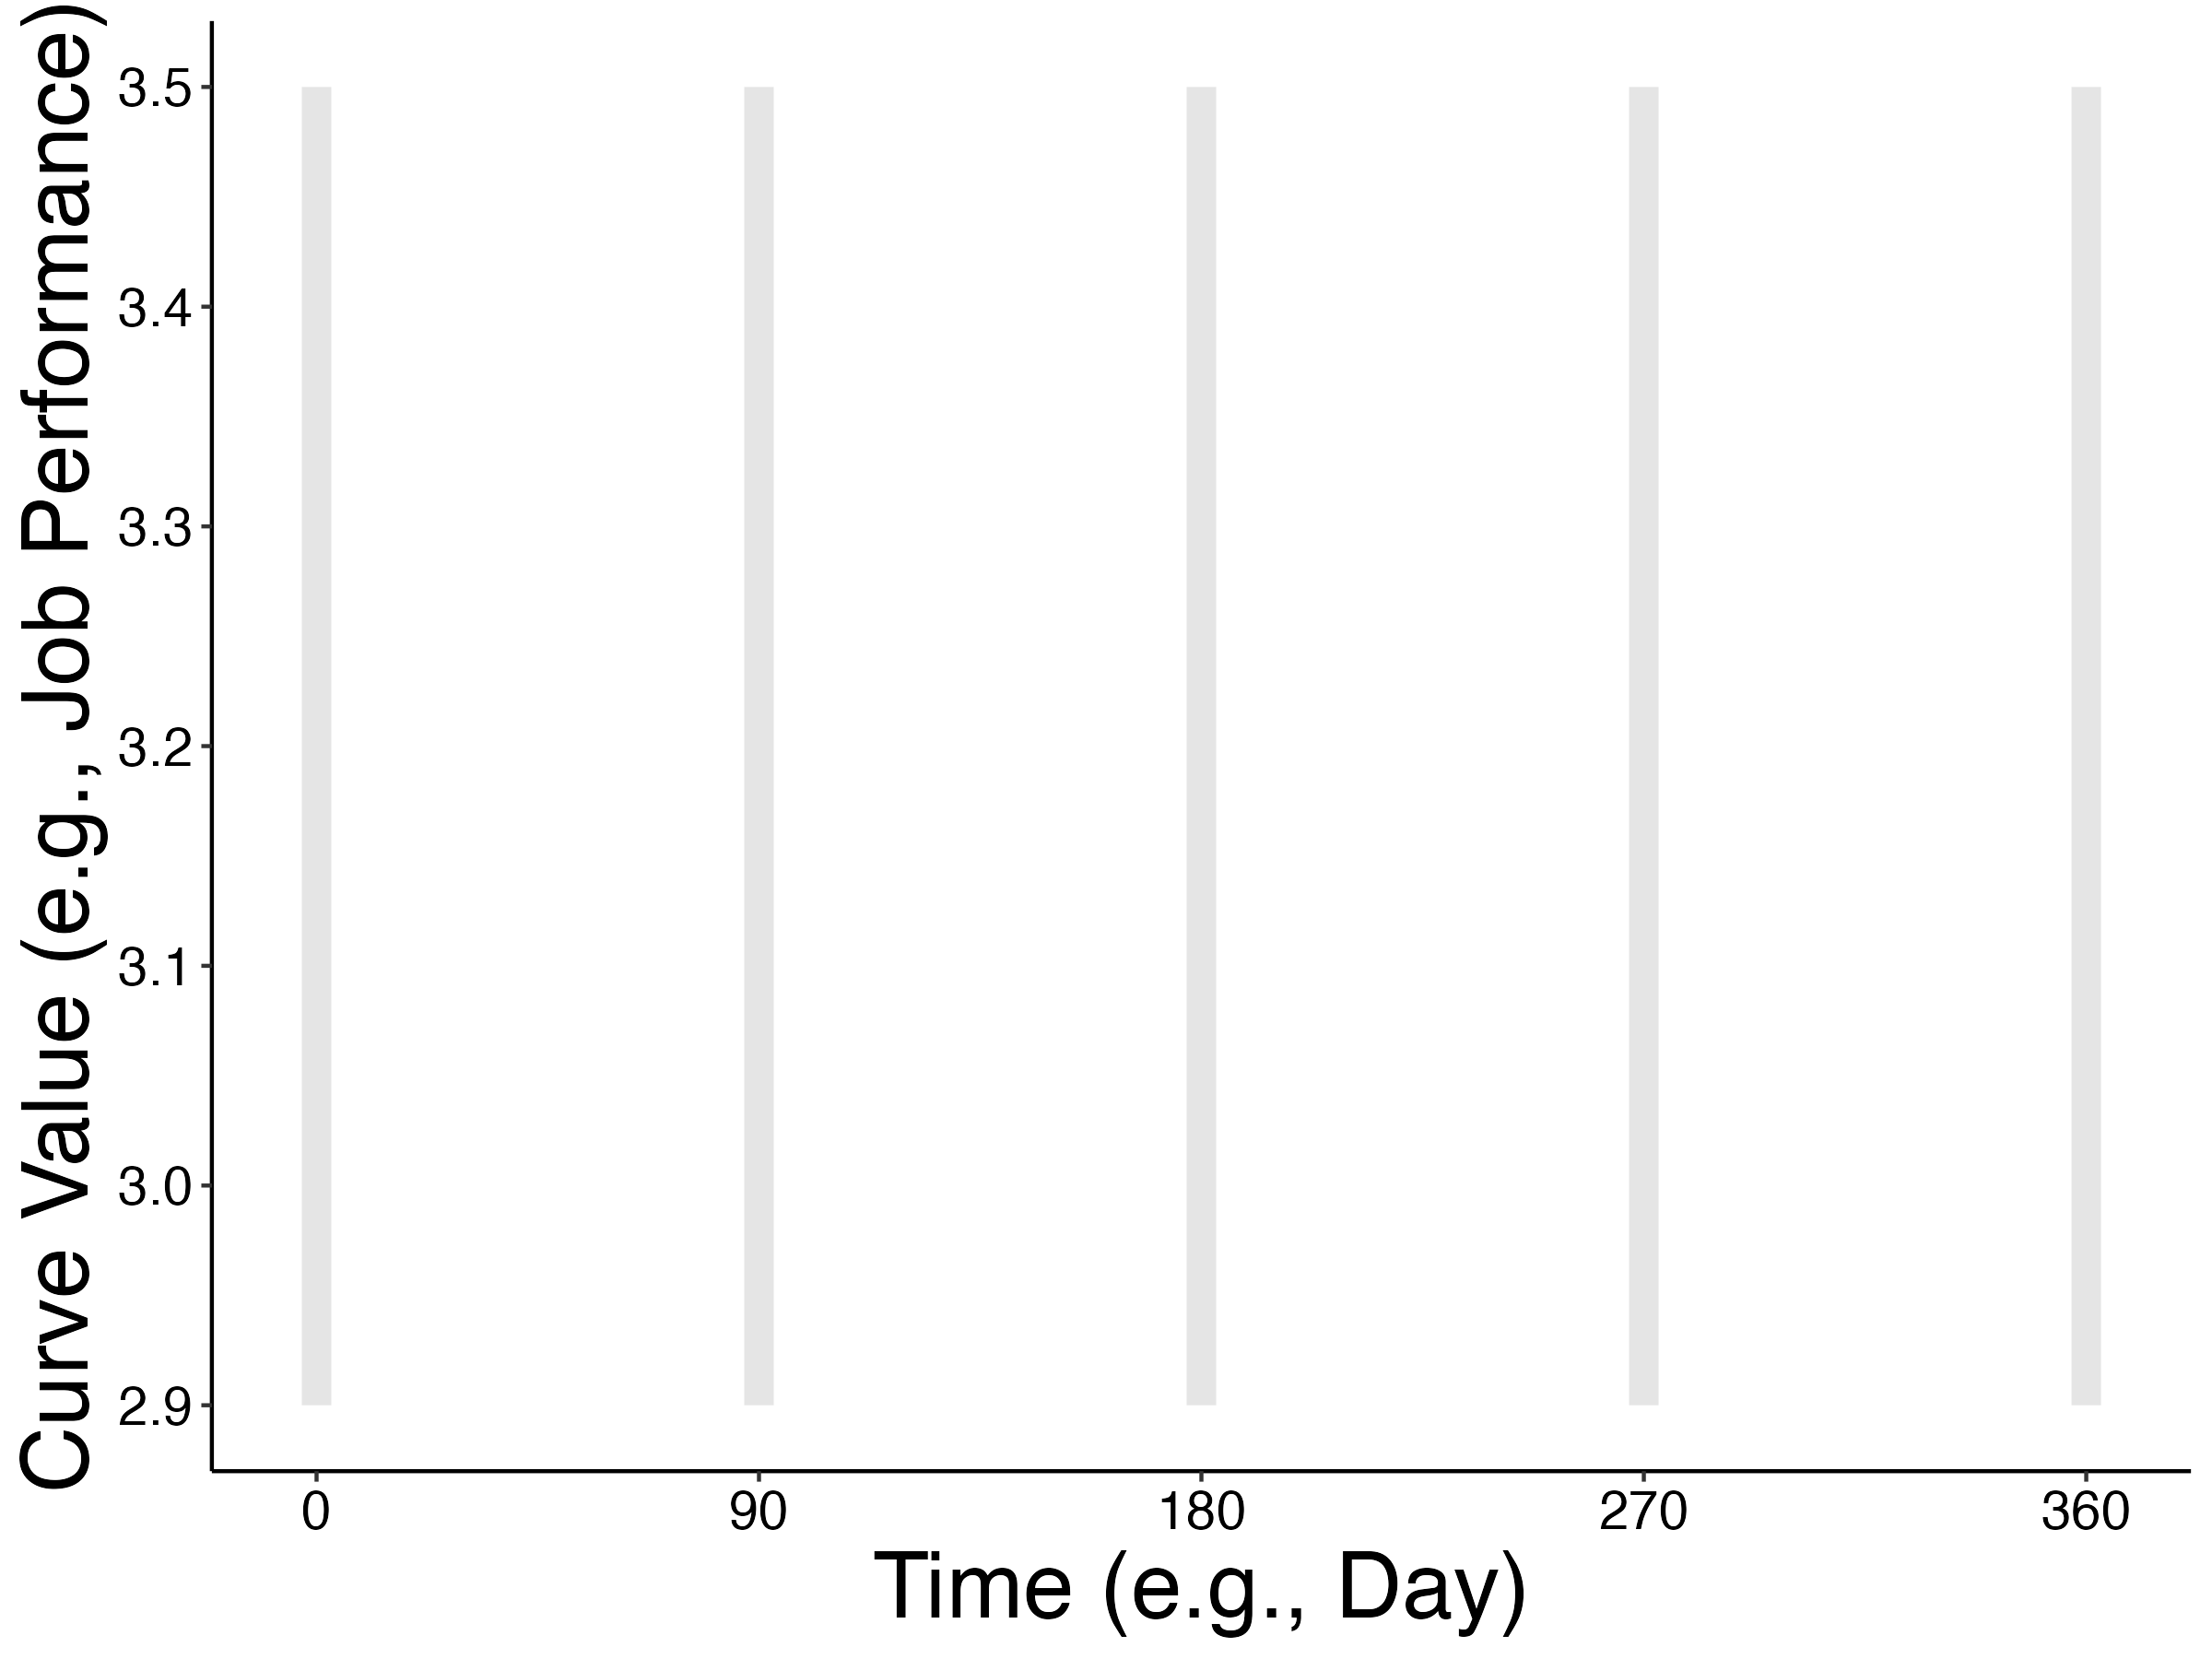 Curve Value (e.g., Job Performance)
3.5
3.4
3.3
3.2
3.1
3.0
2.9
0 90 180 270 360
Time (e.g., Day)